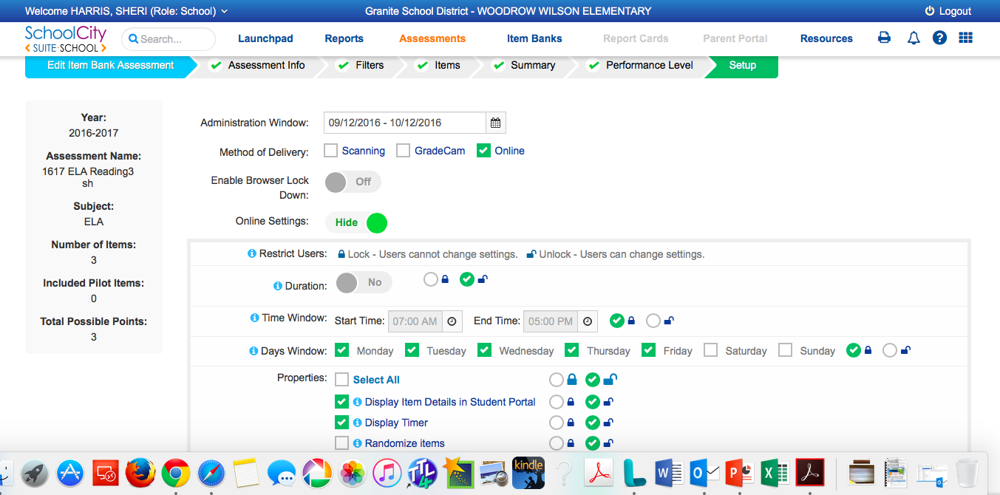 Welcome HARRIS, SHERI (Role: School)
Granite School District - WOODROW WILSON ELEMENTARY
Logout
SchoolCity
SUITE-SCHOOL
Search...
Launchpad
Reports
Assessments
Item Banks
Report Cards
Parent Portal
Resources
?
Edit Item Bank Assessment
Assessment Info
Filters
Items
Summary
Performance Level
Setup
Year:
2016-2017
Assessment Name:
1617 ELA Reading3
sh
Subject:
ELA
Number of Items:
3
Included Pilot Items:
0
Total Possible Points:
3
Administration Window: 09/12/2016 - 10/12/2016
Method of Delivery: Scanning GradeCam Online
Enable Browser Lock
Down: Off
Online Settings: Hide
Restrict Users: Lock - Users cannot change settings. Unlock - Users can change settings.
Duration: No
Time Window: Start Time: 07:00 AM End Time: 05:00 PM
Days Window: Monday Tuesday Wednesday Thursday Friday Saturday Sunday
Properties: Select All
Display Item Details in Student Portal
Display Timer
Randomize items
TTL
4
kindle
?
W
O
P
X